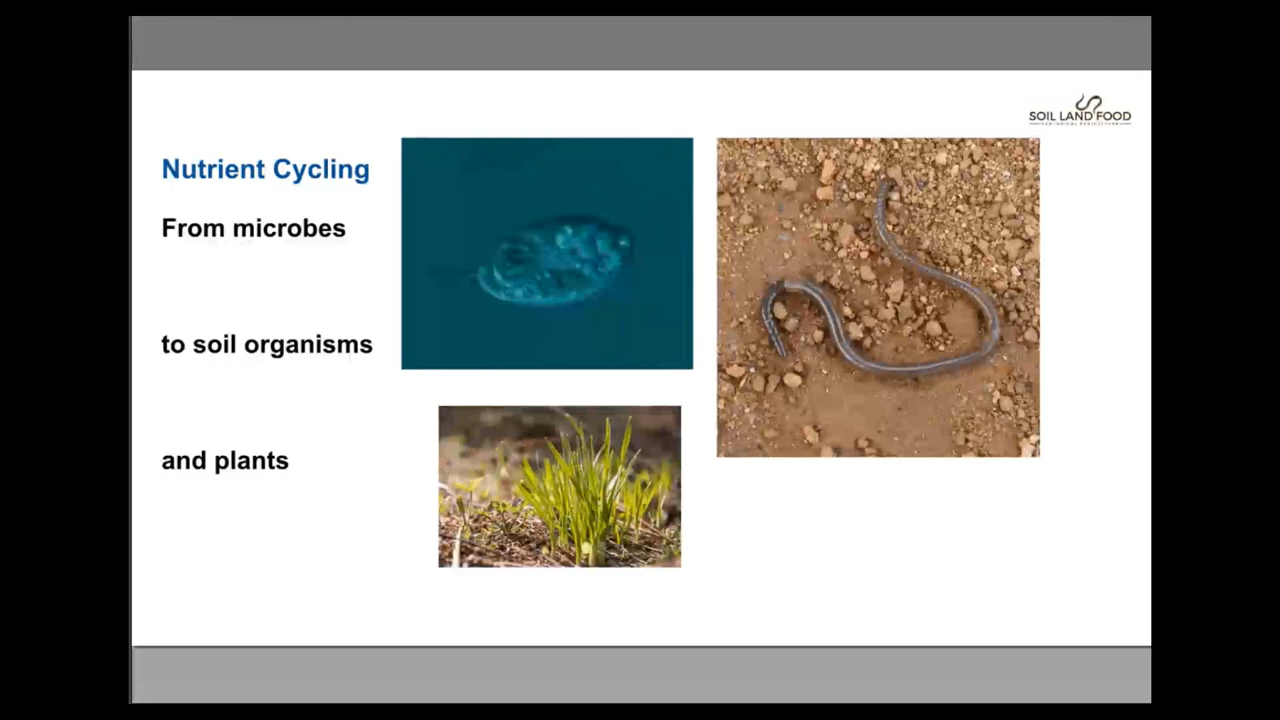 SOIL LAND FOOD
Nutrient Cycling
From microbes
to soil organisms
and plants